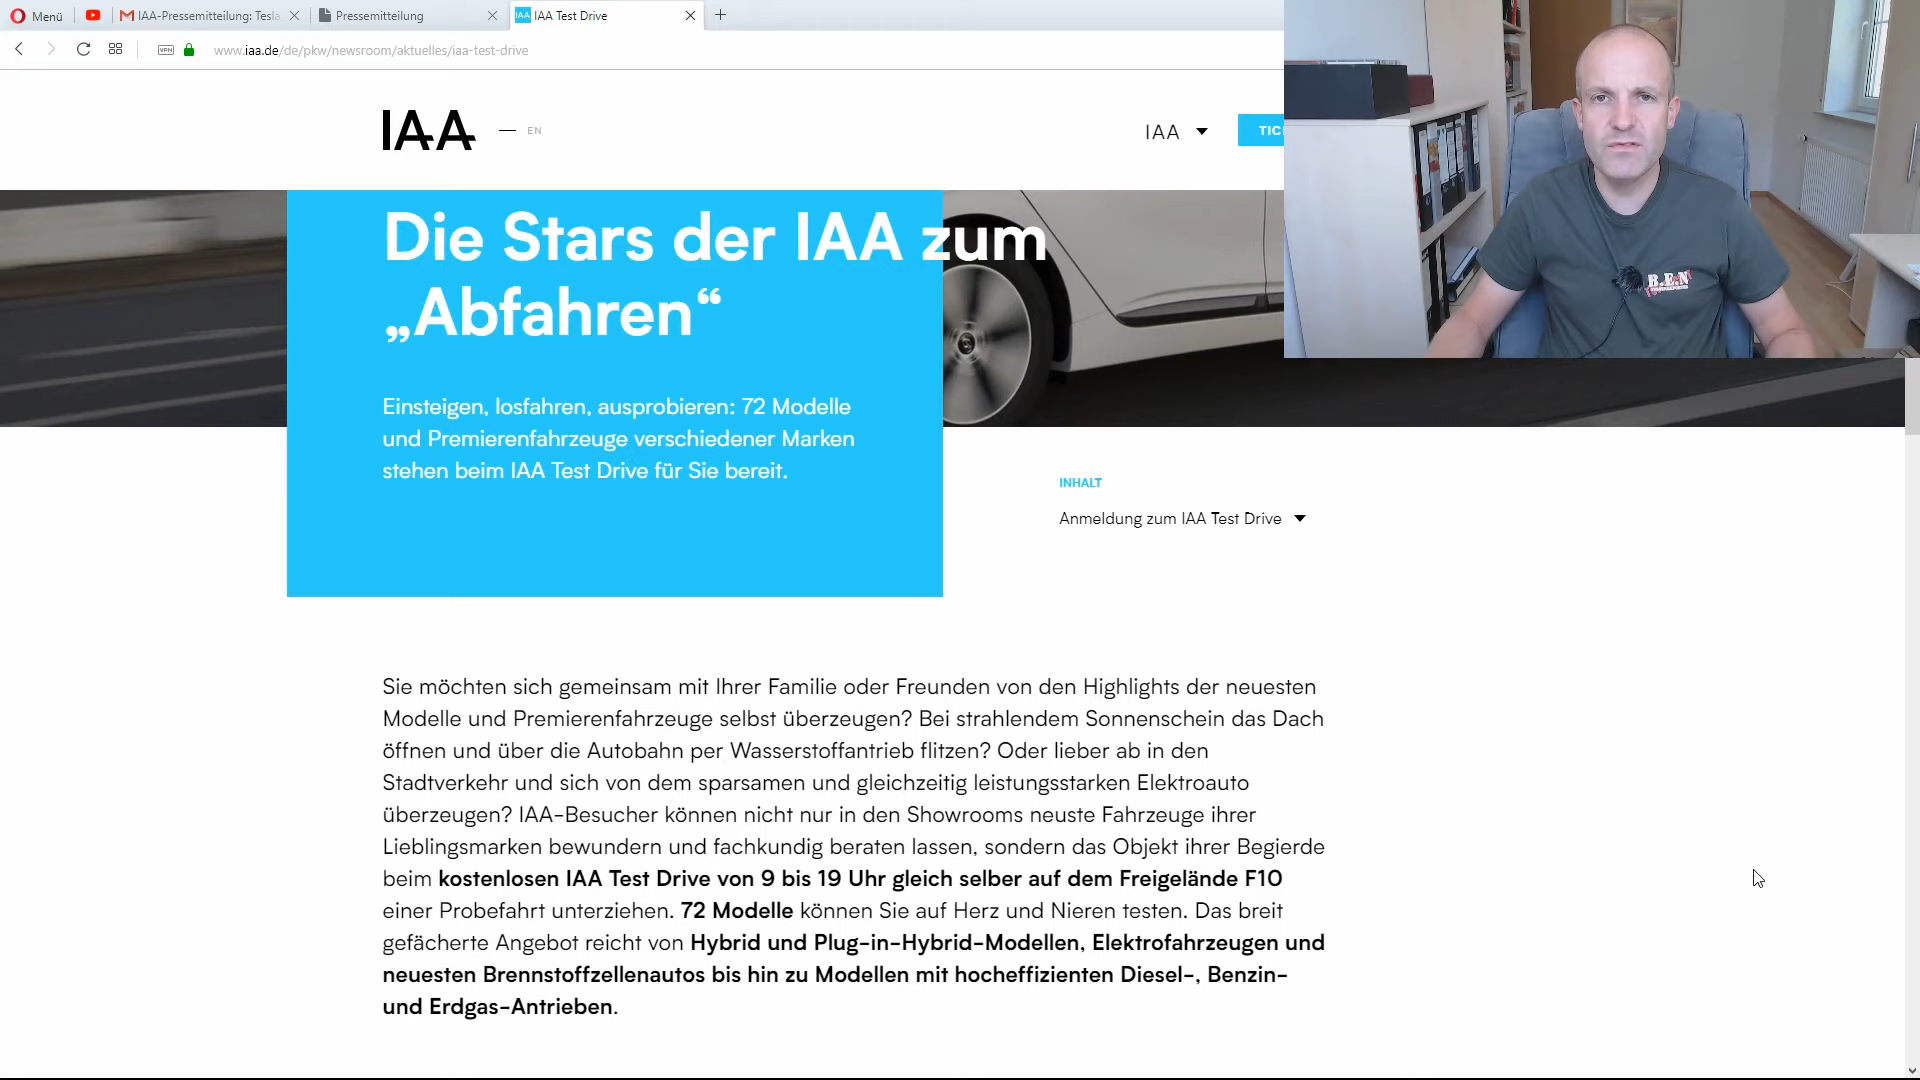 Menü
IAA-Pressemitteilung: Tesla
Pressemitteilung
IAA IAA Test Drive
VPN www.iaa.de/de/pkw/newsroom/aktuelles/iaa-test-drive
IAA — EN
IAA
TIC
Die Stars der IAA zum
„Abfahren“
Einsteigen, losfahren, ausprobieren: 72 Modelle
und Premierenfahrzeuge verschiedener Marken
stehen beim IAA Test Drive für Sie bereit.
INHALT
Anmeldung zum IAA Test Drive
B.E.N
Sie möchten sich gemeinsam mit Ihrer Familie oder Freunden von den Highlights der neuesten
Modelle und Premierenfahrzeuge selbst überzeugen? Bei strahlendem Sonnenschein das Dach
öffnen und über die Autobahn per Wasserstoffantrieb flitzen? Oder lieber ab in den
Stadtverkehr und sich von dem sparsamen und gleichzeitig leistungsstarken Elektroauto
überzeugen? IAA-Besucher können nicht nur in den Showrooms neuste Fahrzeuge ihrer
Lieblingsmarken bewundern und fachkundig beraten lassen, sondern das Objekt ihrer Begierde
beim kostenlosen IAA Test Drive von 9 bis 19 Uhr gleich selber auf dem Freigelände F10
einer Probefahrt unterziehen. 72 Modelle können Sie auf Herz und Nieren testen. Das breit
gefächerte Angebot reicht von Hybrid und Plug-in-Hybrid-Modellen, Elektrofahrzeugen und
neuesten Brennstoffzellenautos bis hin zu Modellen mit hocheffizienten Diesel-, Benzin-
und Erdgas-Antrieben.